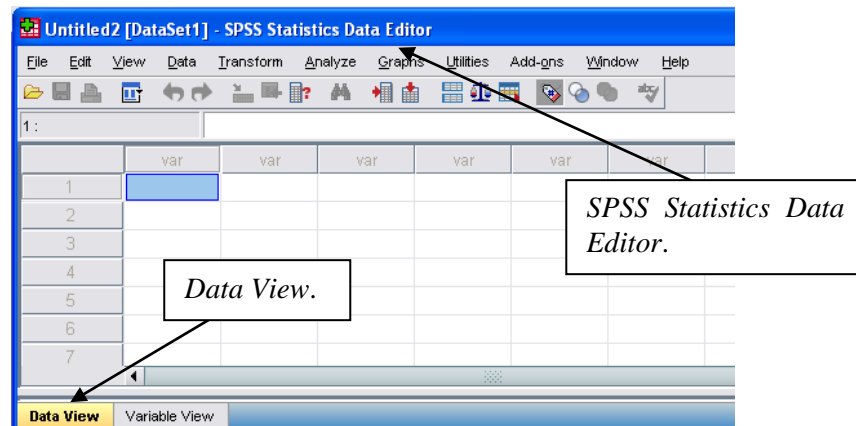 Untitled2 [DataSet1] - SPSS Statistics Data Editor
File Edit View Data Transform Analyze Graphs Utilities Add-ons Window Help
1 :
var var var var var var
1
SPSS Statistics Data
Editor.
2
3
4
Data View.
5
6
7
Data View Variable View